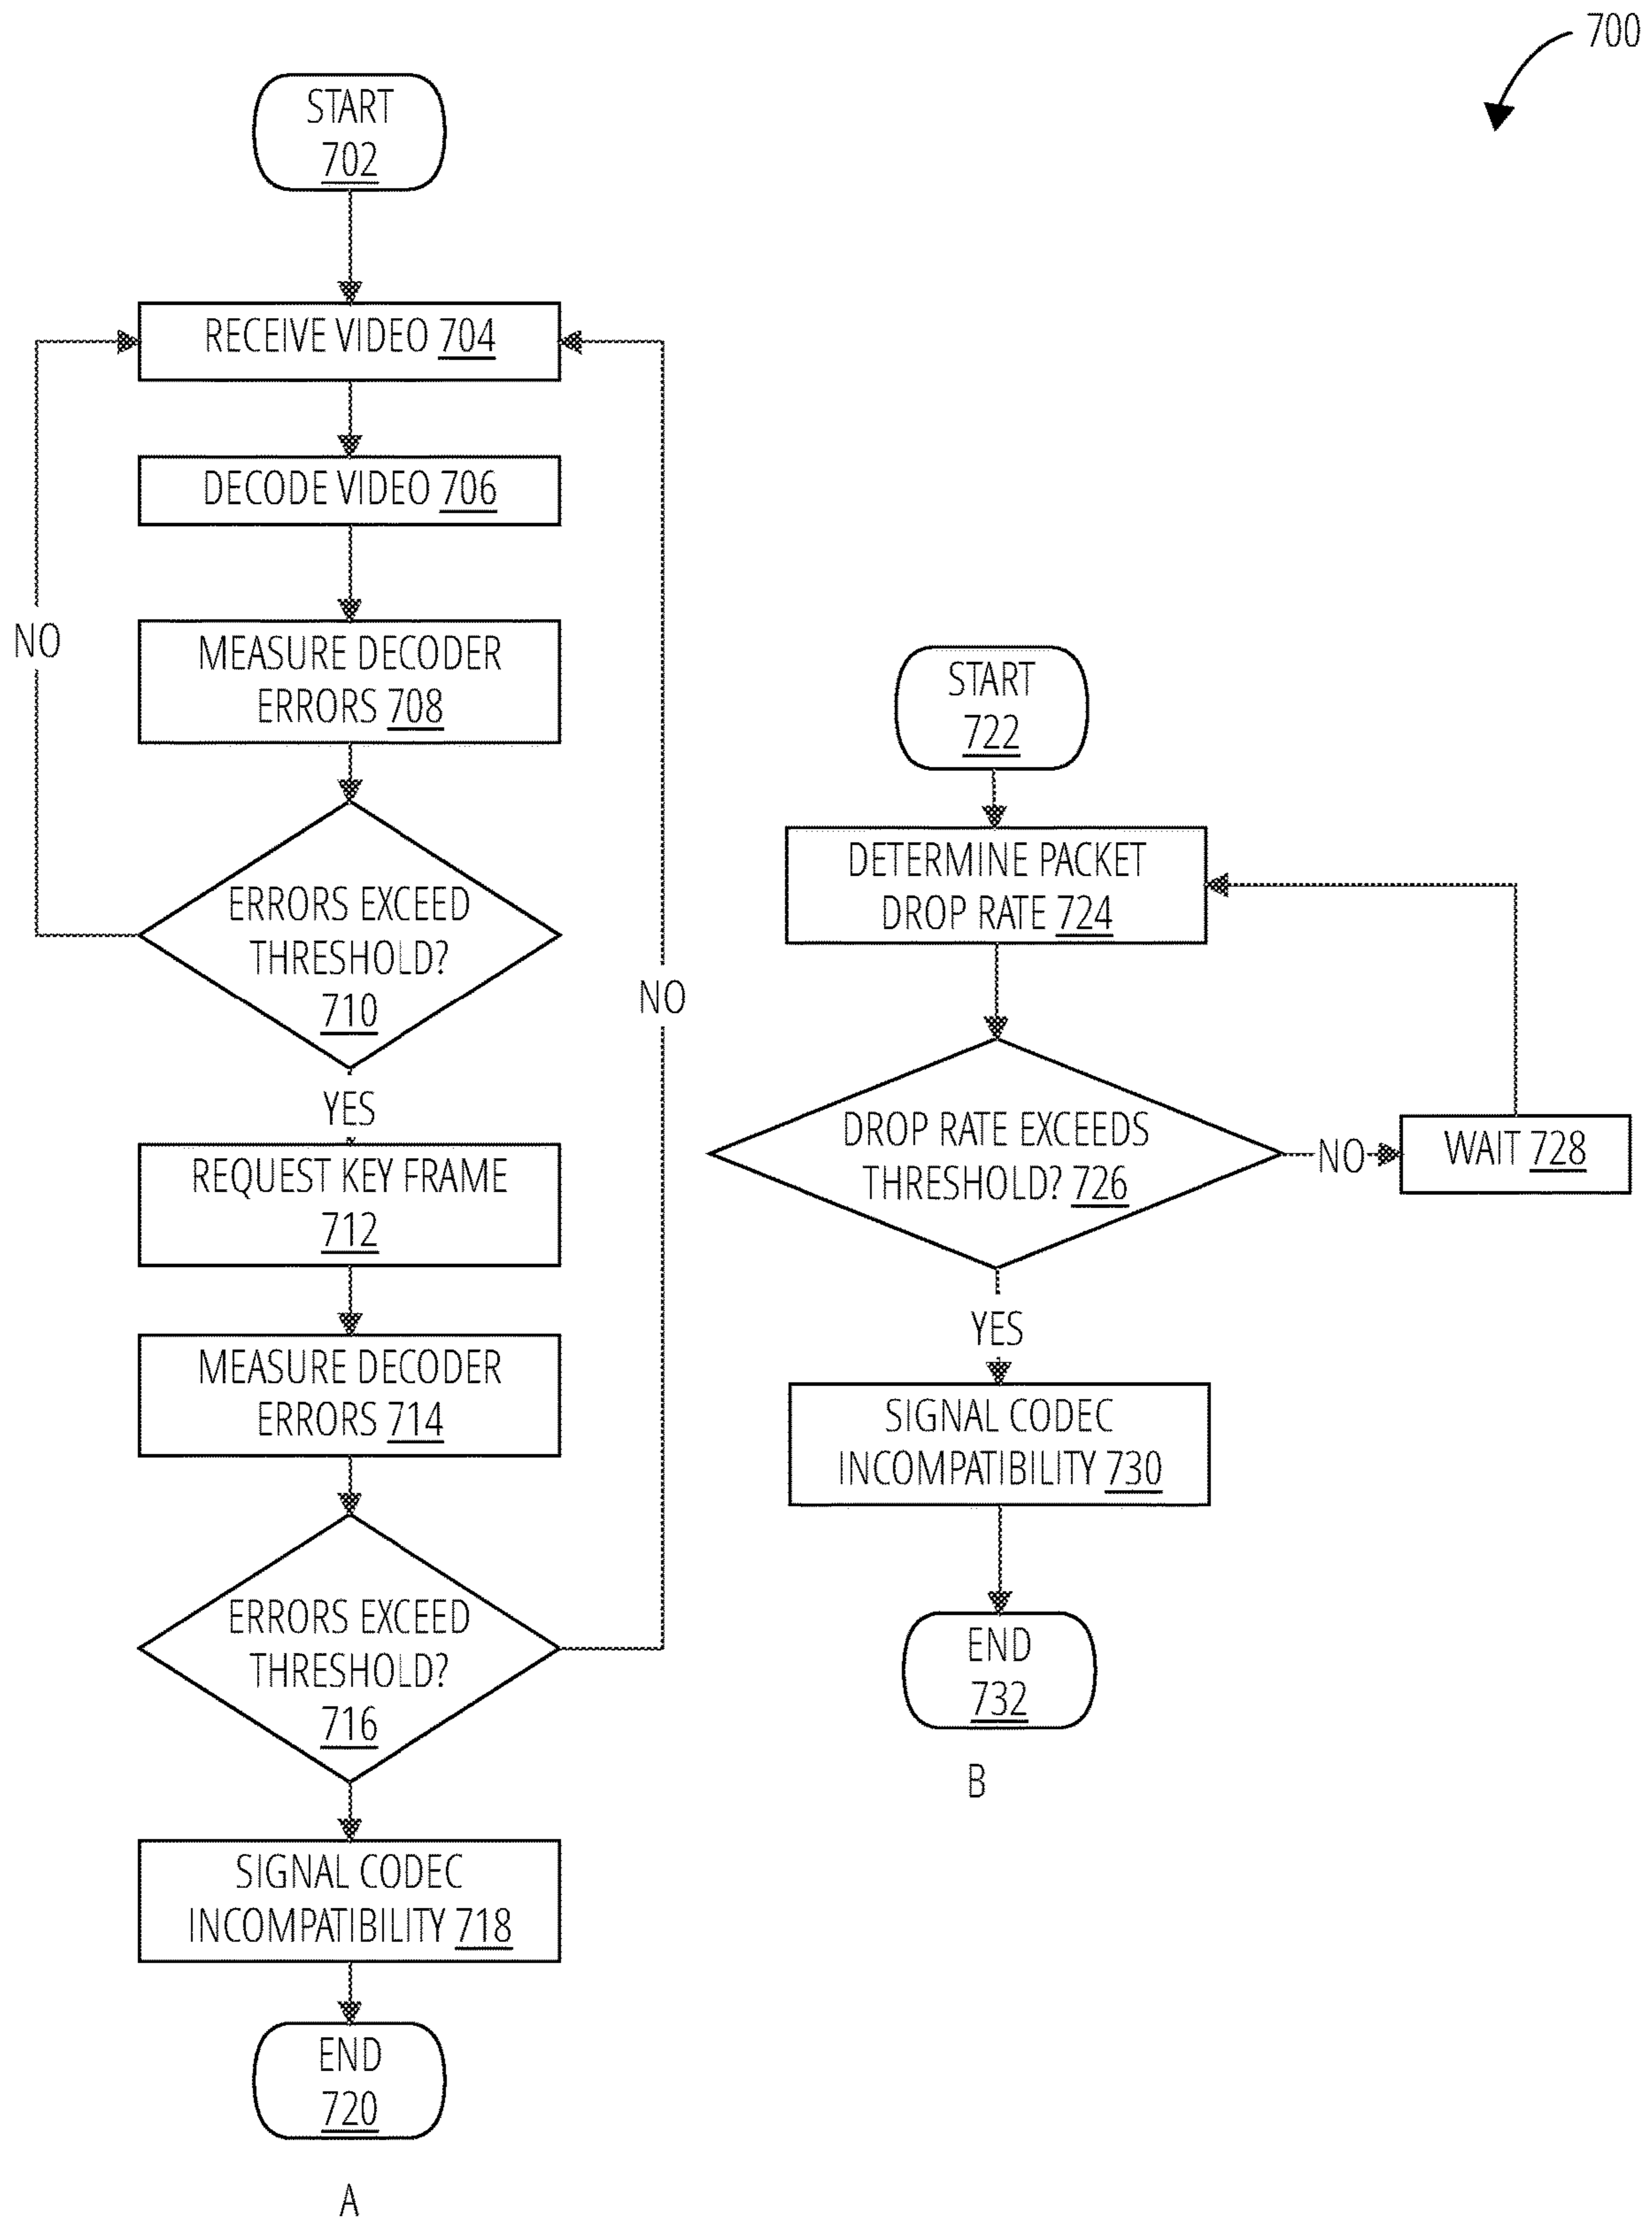 700
START
702
RECEIVE VIDEO 704
DECODE VIDEO 706
NO
MEASURE DECODER
ERRORS 708
ERRORS EXCEED
THRESHOLD?
710
NO
YES
REQUEST KEY FRAME
712
MEASURE DECODER
ERRORS 714
ERRORS EXCEED
THRESHOLD?
716
SIGNAL CODEC
INCOMPATIBILITY 718
END
720
A
START
722
DETERMINE PACKET
DROP RATE 724
DROP RATE EXCEEDS
THRESHOLD? 726
NO
WAIT 728
YES
SIGNAL CODEC
INCOMPATIBILITY 730
END
732
B